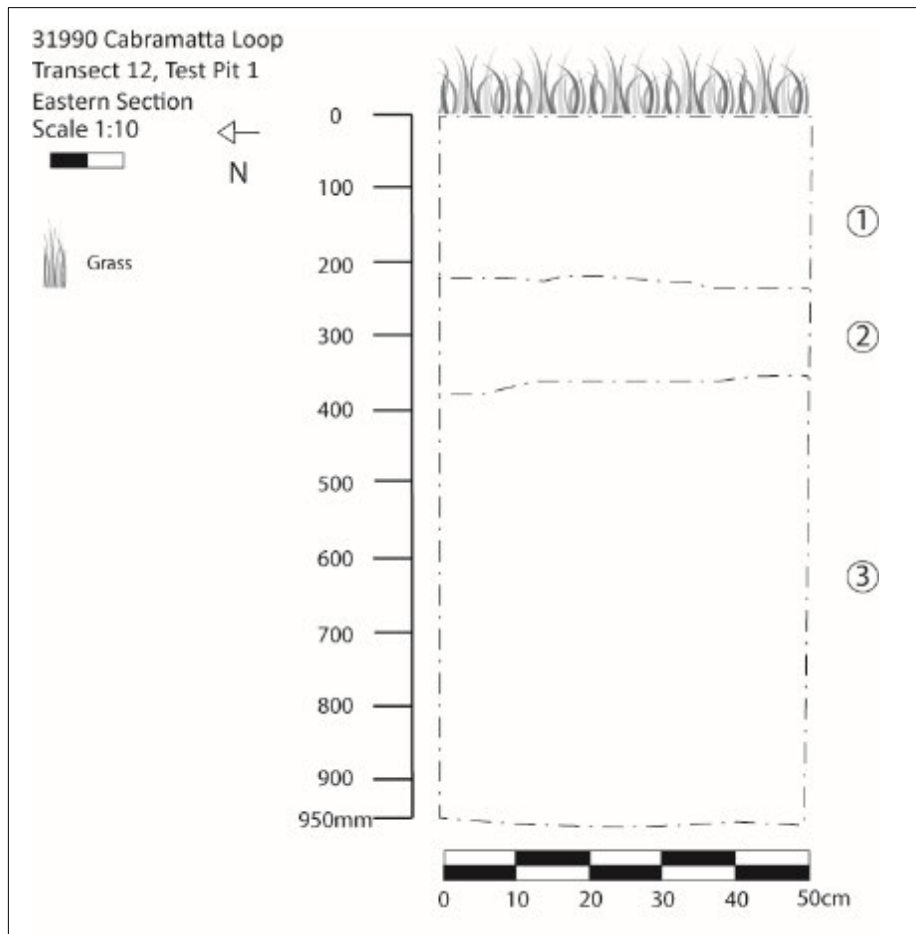 31990 Cabramatta Loop
Transect 12, Test Pit 1
Eastern Section
Scale 1:10
N
Grass
0
100
200
300
400
500
600
700
800
900
950mm
①
②
③
0 10 20 30 40 50cm